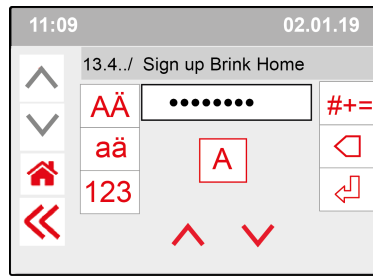 11:09 02.01.19
13.4../ Sign up Brink Home
AÄ •••••••• #+=
aä A
123